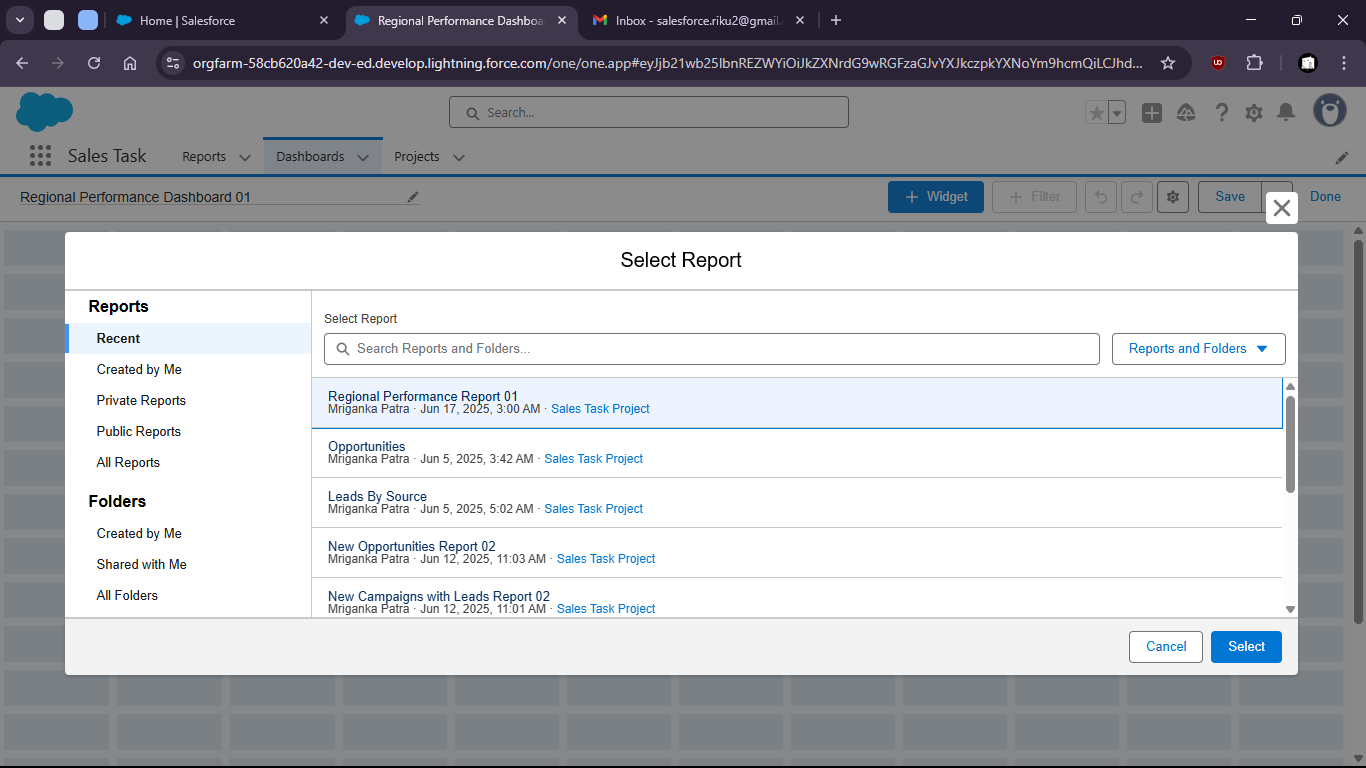 Home | Salesforce
Regional Performance Dashboa
Inbox - salesforce.riku2@gmail.
orgfarm-58cb620a42-dev-ed.develop.lightning.force.com/one/one.app#eyJjb21wb25lbnREZWYiOiJkZXNrdG9wRGFzaGJvYXJkczpkYXNoYm9hcmQiLCJhd...
UD
Search...
Sales Task
Reports
Dashboards
Projects
Regional Performance Dashboard 01
+ Widget
+ Filter
Save
Done
Select Report
Reports
Recent
Created by Me
Private Reports
Public Reports
All Reports
Folders
Created by Me
Shared with Me
All Folders
Select Report
Search Reports and Folders...
Reports and Folders
Regional Performance Report 01
Mriganka Patra · Jun 17, 2025, 3:00 AM · Sales Task Project
Opportunities
Mriganka Patra · Jun 5, 2025, 3:42 AM · Sales Task Project
Leads By Source
Mriganka Patra · Jun 5, 2025, 5:02 AM · Sales Task Project
New Opportunities Report 02
Mriganka Patra · Jun 12, 2025, 11:03 AM · Sales Task Project
New Campaigns with Leads Report 02
Mriganka Patra · Jun 12, 2025, 11:01 AM · Sales Task Project
Cancel
Select